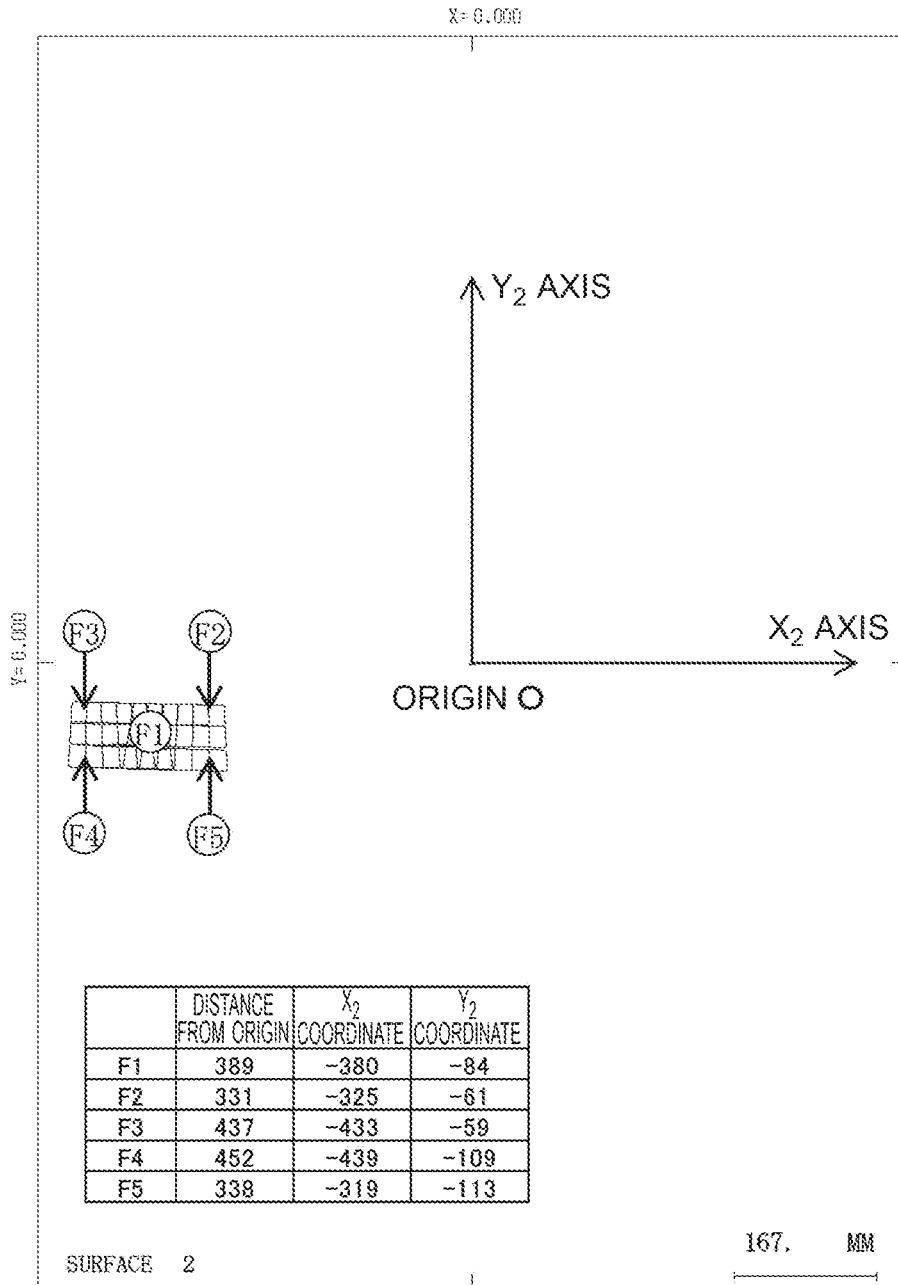 X= 0.000
Y₂ AXIS
Y= 0.000
F3 F2
X₂ AXIS
ORIGIN O
F1
F4 F5
DISTANCE FROM ORIGIN X₂ COORDINATE Y₂ COORDINATE
F1 389 -380 -84
F2 331 -325 -61
F3 437 -433 -59
F4 452 -439 -109
F5 338 -319 -113
SURFACE 2
167. MM